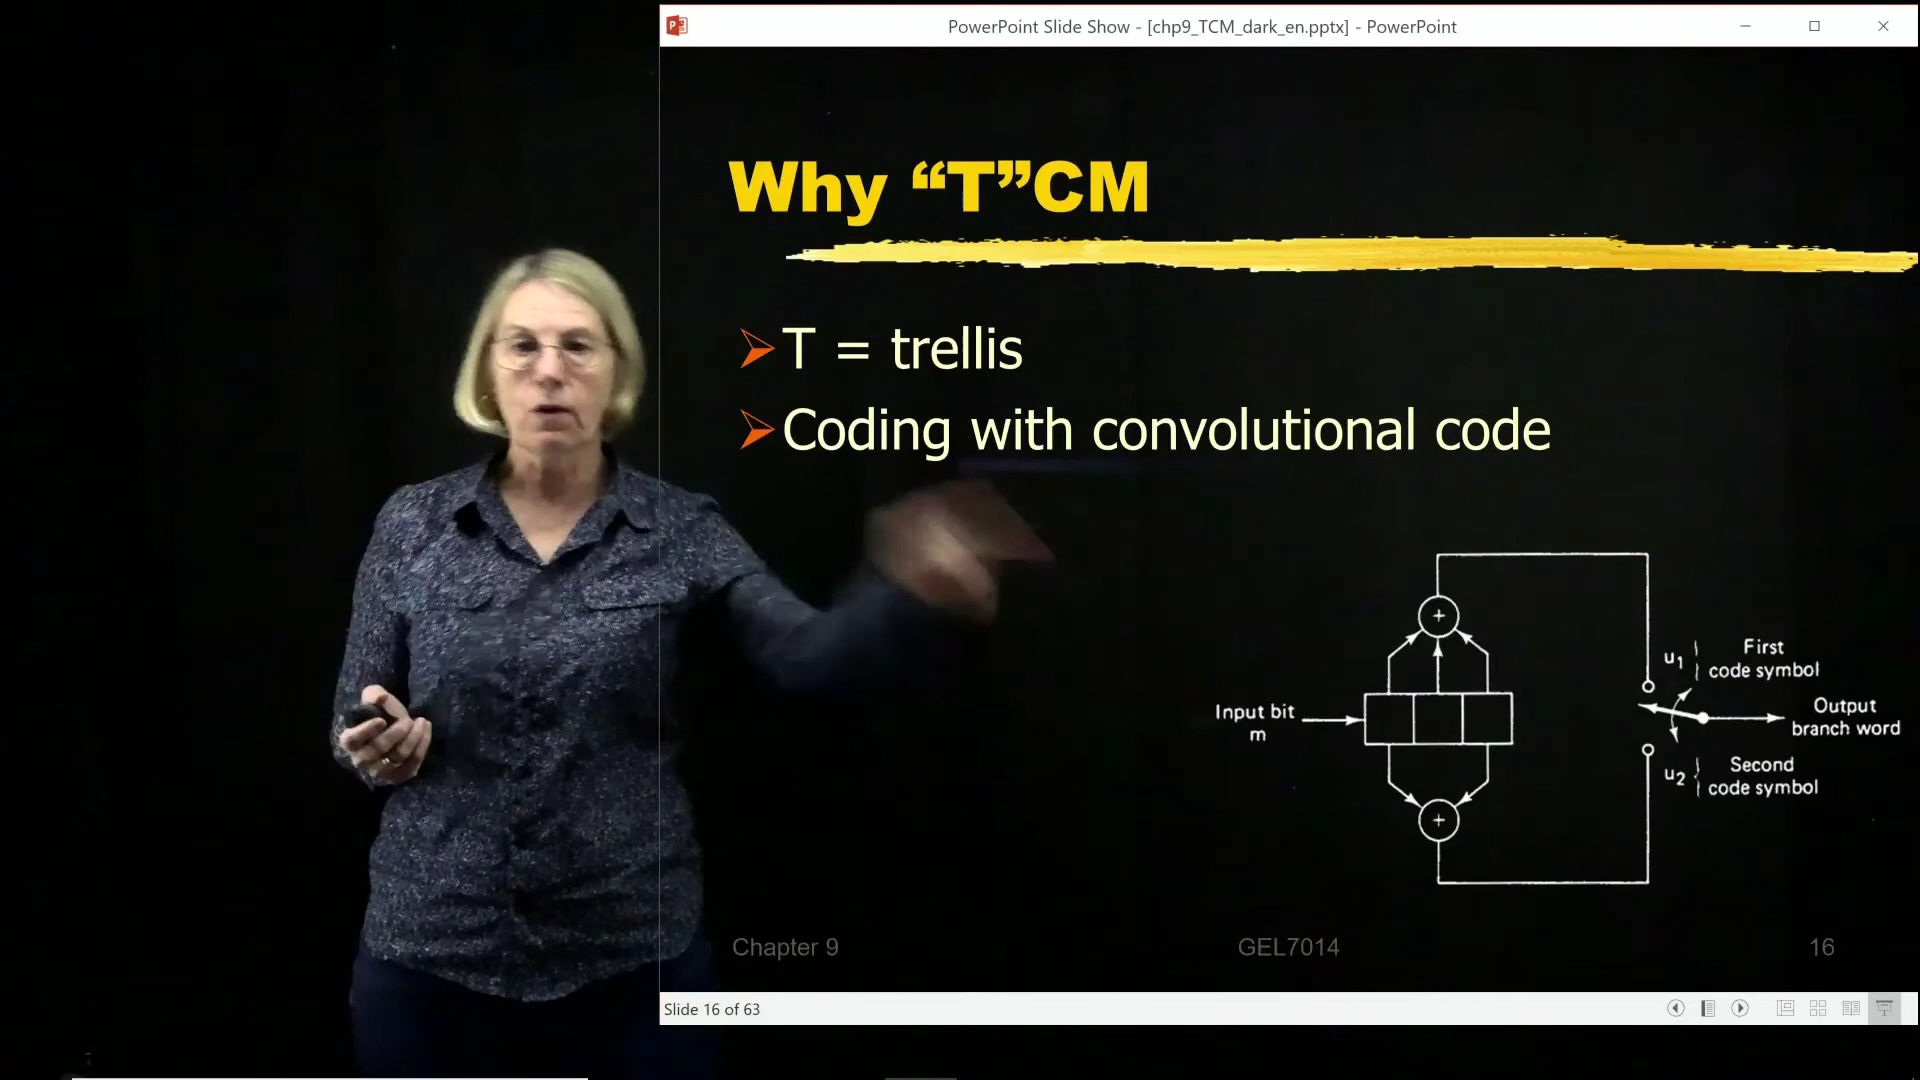 PowerPoint Slide Show - [chp9_TCM_dark_en.pptx] - PowerPoint
Why “T”CM
T = trellis
Coding with convolutional code
+
u1 First
code symbol
Input bit
m
Output
branch word
u2 Second
code symbol
+
Chapter 9
GEL7014
16
Slide 16 of 63